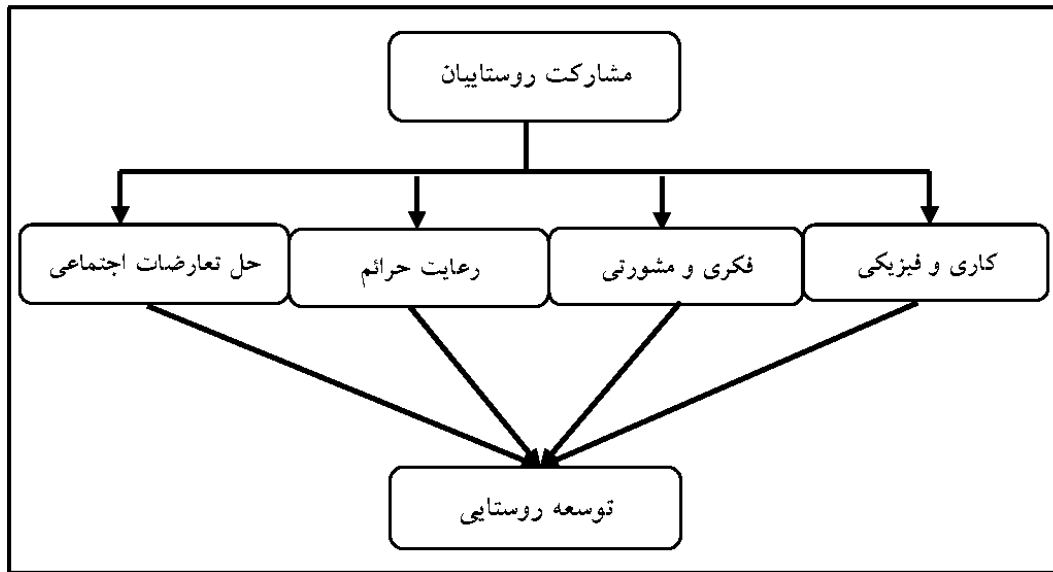 مشارکت روستاییان
کاری و فیزیکی
فکری و مشورتی
رعایت حرائم
حل تعارضات اجتماعی
توسعه روستایی